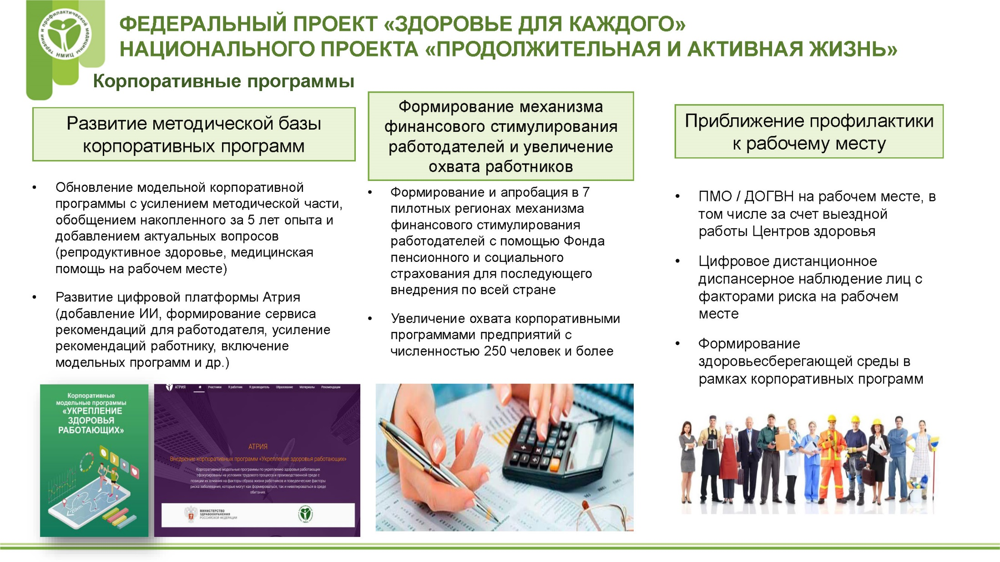 терапии и профилактической медицины
НМИЦ
ФЕДЕРАЛЬНЫЙ ПРОЕКТ «ЗДОРОВЬЕ ДЛЯ КАЖДОГО»
НАЦИОНАЛЬНОГО ПРОЕКТА «ПРОДОЛЖИТЕЛЬНАЯ И АКТИВНАЯ ЖИЗНЬ»
Корпоративные программы
Развитие методической базы
корпоративных программ
• Обновление модельной корпоративной
программы с усилением методической части,
обобщением накопленного за 5 лет опыта и
добавлением актуальных вопросов
(репродуктивное здоровье, медицинская
помощь на рабочем месте)
• Развитие цифровой платформы Атрия
(добавление ИИ, формирование сервиса
рекомендаций для работодателя, усиление
рекомендаций работнику, включение
модельных программ и др.)
Корпоративные
модельные программы
«УКРЕПЛЕНИЕ
ЗДОРОВЬЯ
РАБОТАЮЩИХ»
25km
АТРИЯ Участники Я работник Я руководитель Образование Материалы Рекомендации
АТРИЯ
Внедрение корпоративных программ «Укрепление здоровья работающих»
Корпоративные модельные программы по укреплению здоровья работающих
сфокусированы на условиях трудового процесса и производственной среде с
позиции их влияния на факторы образа жизни работников и поведенческие факторы
риска заболевания, которые могут как формироваться, так и нивелироваться в среде
обитания.
МИНИСТЕРСТВО
ЗДРАВООХРАНЕНИЯ
РОССИЙСКОЙ ФЕДЕРАЦИИ
Формирование механизма
финансового стимулирования
работодателей и увеличение
охвата работников
• Формирование и апробация в 7
пилотных регионах механизма
финансового стимулирования
работодателей с помощью Фонда
пенсионного и социального
страхования для последующего
внедрения по всей стране
• Увеличение охвата корпоративными
программами предприятий с
численностью 250 человек и более
Приближение профилактики
к рабочему месту
• ПМО / ДОГВН на рабочем месте, в
том числе за счет выездной
работы Центров здоровья
• Цифровое дистанционное
диспансерное наблюдение лиц с
факторами риска на рабочем
месте
• Формирование
здоровьесберегающей среды в
рамках корпоративных программ